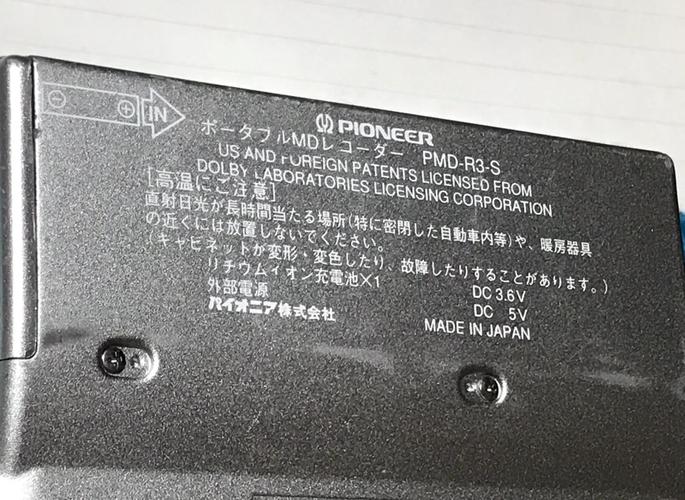 ⊖ ⊕ IN
PIONEER
ポータブルMDレコーダー PMD-R3-S
US AND FOREIGN PATENTS LICENSED FROM
DOLBY LABORATORIES LICENSING CORPORATION
[高温にご注意]
直射日光が長時間当たる場所(特に密閉した自動車内等)や、暖房器具
の近くには放置しないでください。
(キャビネットが変形・変色したり、故障したりすることがあります。)
リチウムイオン充電池×1 DC 3.6V
外部電源 DC 5V
パイオニア株式会社 MADE IN JAPAN